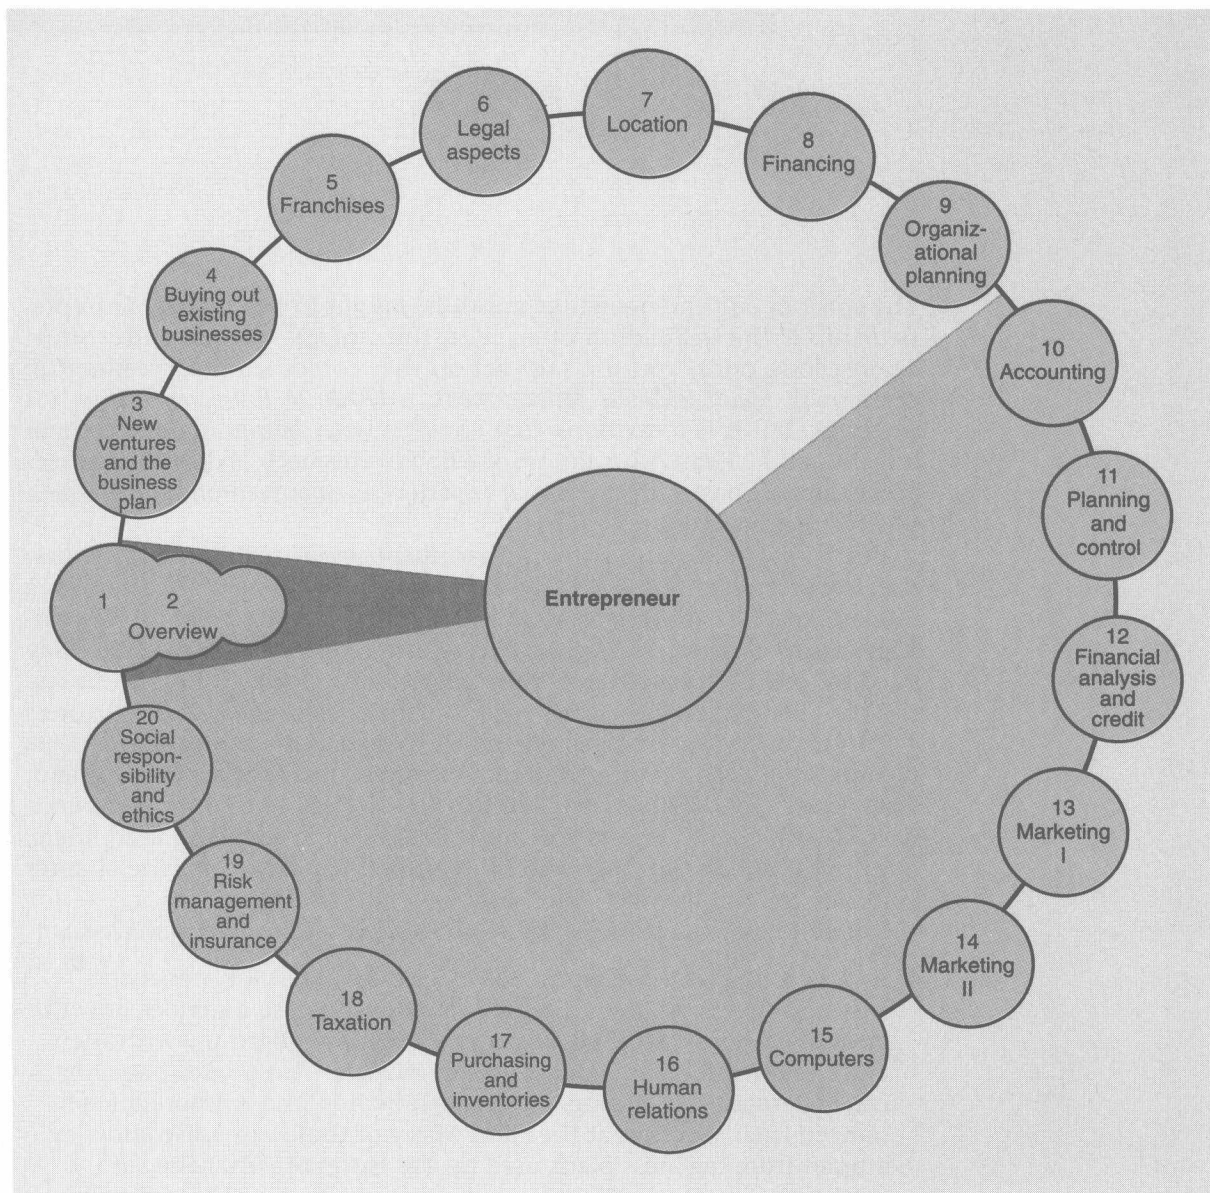 6
Legal
aspects
7
Location
8
Financing
5
Franchises
9
Organiz-
ational
planning
4
Buying out
existing
businesses
10
Accounting
3
New
ventures
and the
business
plan
11
Planning
and
control
1 2
Overview
Entrepreneur
12
Financial
analysis
and
credit
20
Social
respon-
sibility
and
ethics
13
Marketing
I
19
Risk
management
and
insurance
14
Marketing
II
18
Taxation
15
Computers
17
Purchasing
and
inventories
16
Human
relations